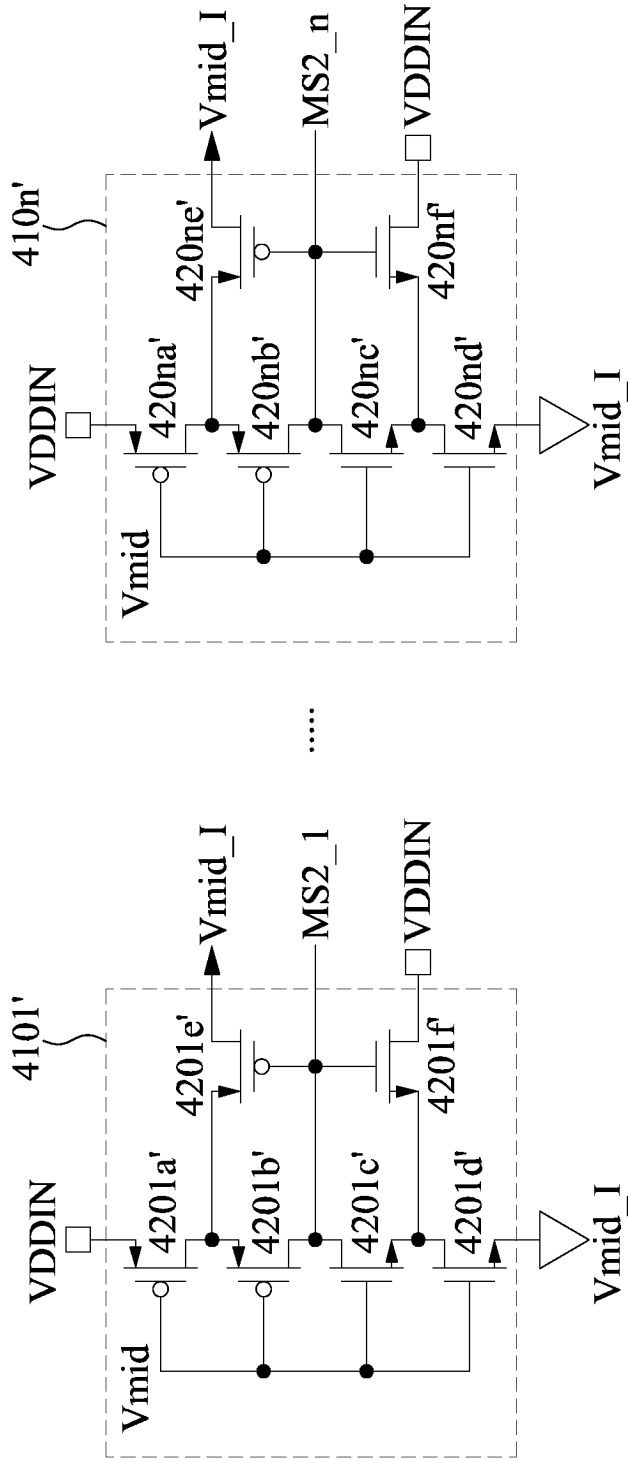 4101'
VDDIN
Vmid
4201a'
4201b'
4201c'
4201d'
4201e'
4201f'
Vmid_I
MS2_1
VDDIN
Vmid_I
.....
410n'
VDDIN
Vmid
420na'
420nb'
420nc'
420nd'
420ne'
420nf'
Vmid_I
MS2_n
VDDIN
Vmid_I